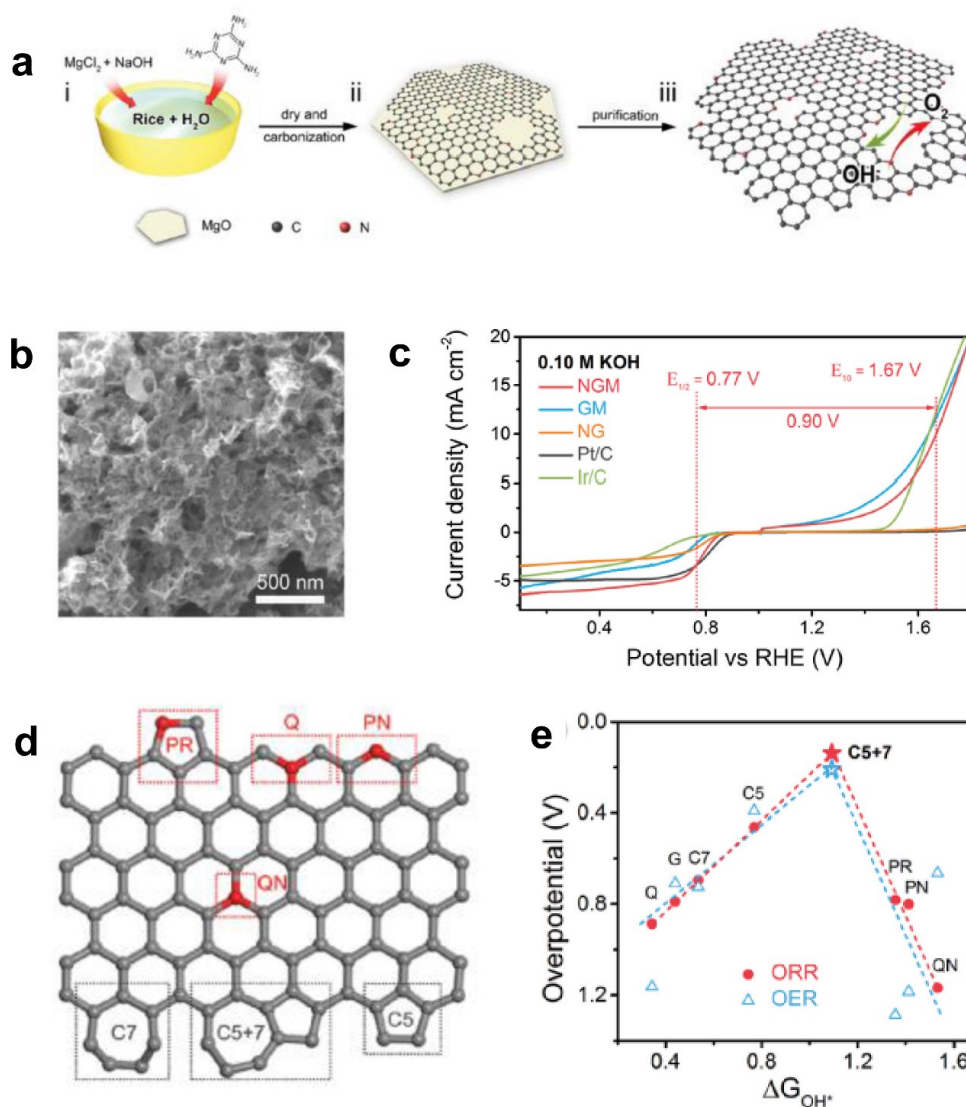 a
i
MgCl₂ + NaOH
NH₂
N
N
H₂N
N
NH₂
Rice + H₂O
dry and
carbonization
ii
purification
iii
O₂
OH⁻
MgO
C
N
b
500 nm
c
0.10 M KOH
NGM
GM
NG
Pt/C
Ir/C
E₁/₂ = 0.77 V
E₁₀ = 1.67 V
0.90 V
Current density (mA cm⁻²)
20
15
10
5
0
-5
0.4
0.8
1.2
1.6
Potential vs RHE (V)
d
PR
Q
PN
QN
C7
C5+7
C5
e
Overpotential (V)
0.0
0.4
0.8
1.2
C5+7
C5
G
C7
Q
PR
PN
QN
ORR
OER
0.4
0.8
1.2
1.6
ΔG_OH*